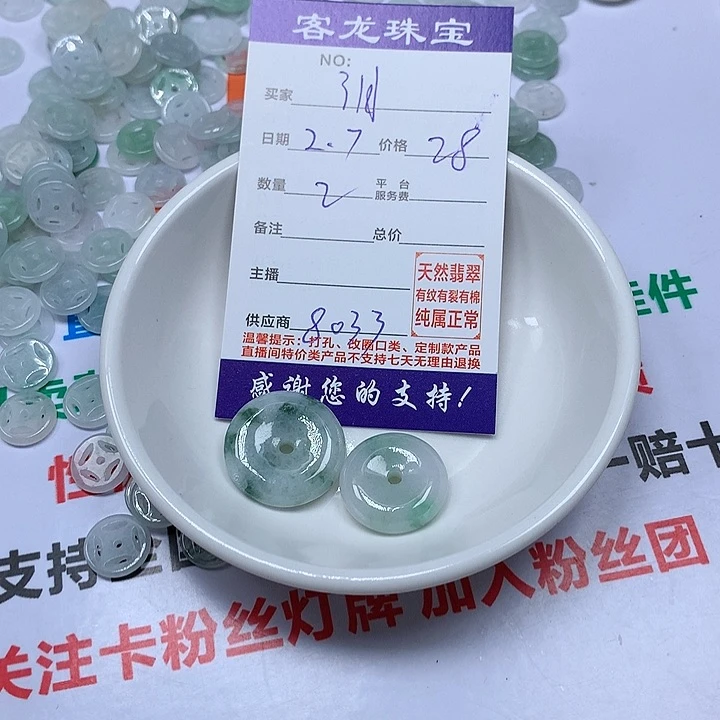 客龙珠宝
NO:
买家
日期 2.7 价格 28
数量 2 平台服务费
备注 总价
主播
天然翡翠
有纹有裂有棉
纯属正常
供应商 8033
温馨提示：打孔、改圈口类、定制款产品
直播间特价类产品不支持七天无理由退换
感谢您的支持！
佳件
一赔十
支持全国
关注卡粉丝灯牌 加入粉丝团